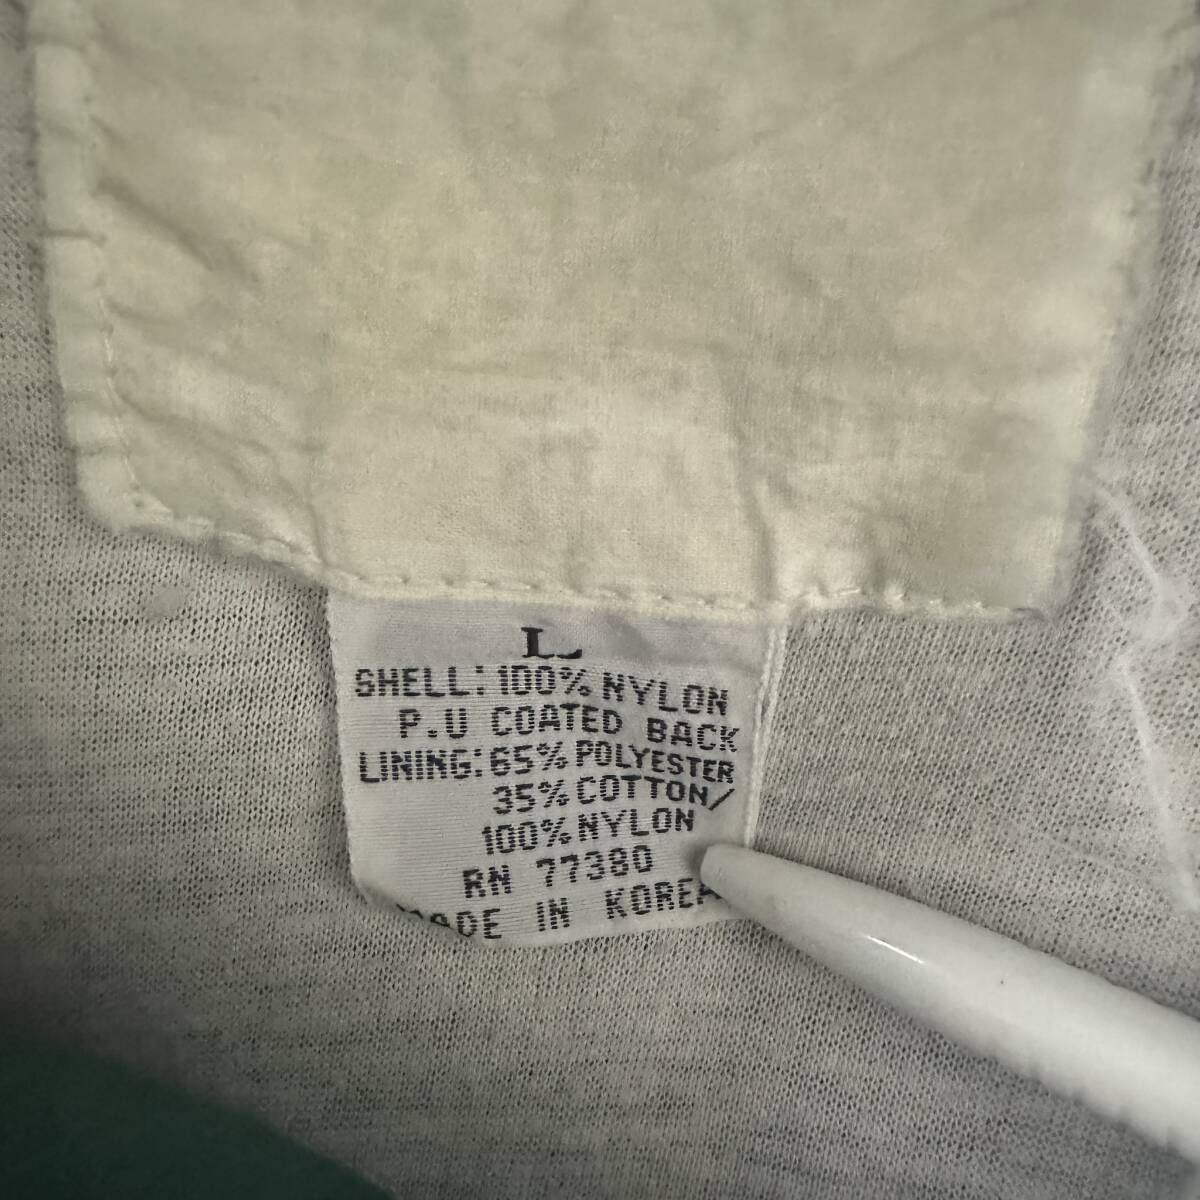 L
SHELL: 100% NYLON
P.U COATED BACK
LINING: 65% POLYESTER
35% COTTON/
100% NYLON
RN 77380
MADE IN KOREA